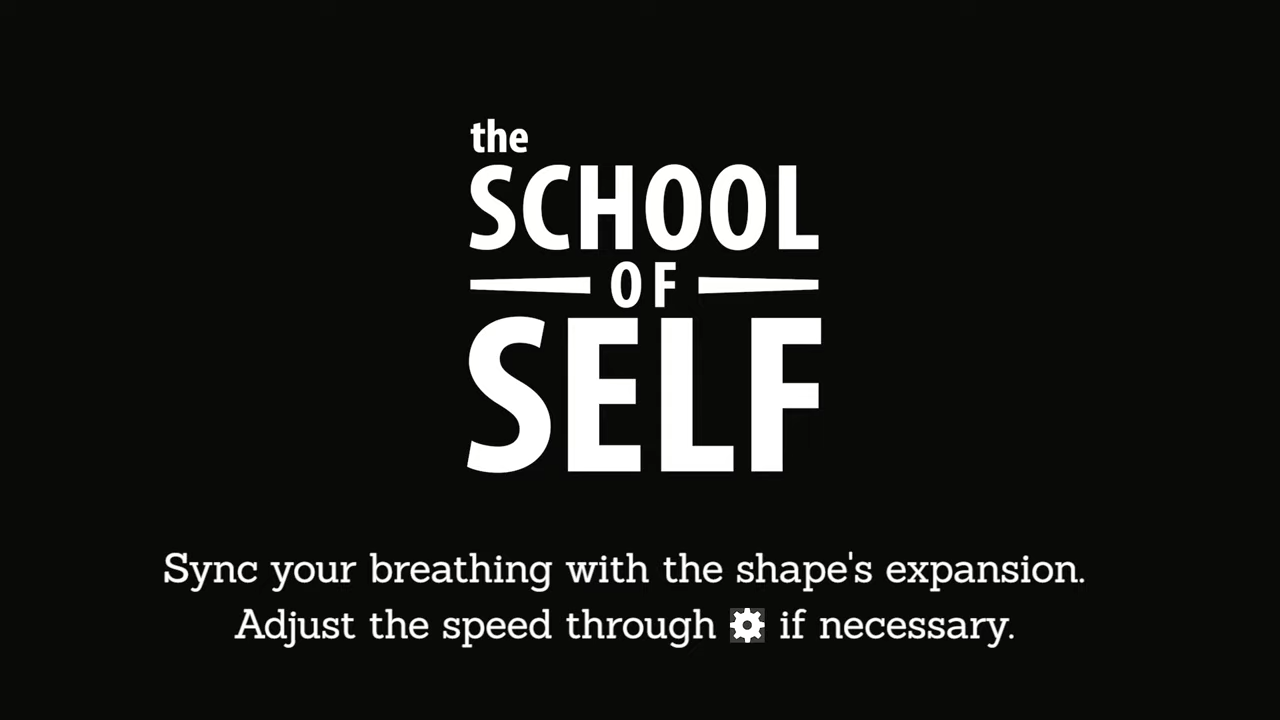 the
SCHOOL
OF
SELF
Sync your breathing with the shape's expansion.
Adjust the speed through if necessary.